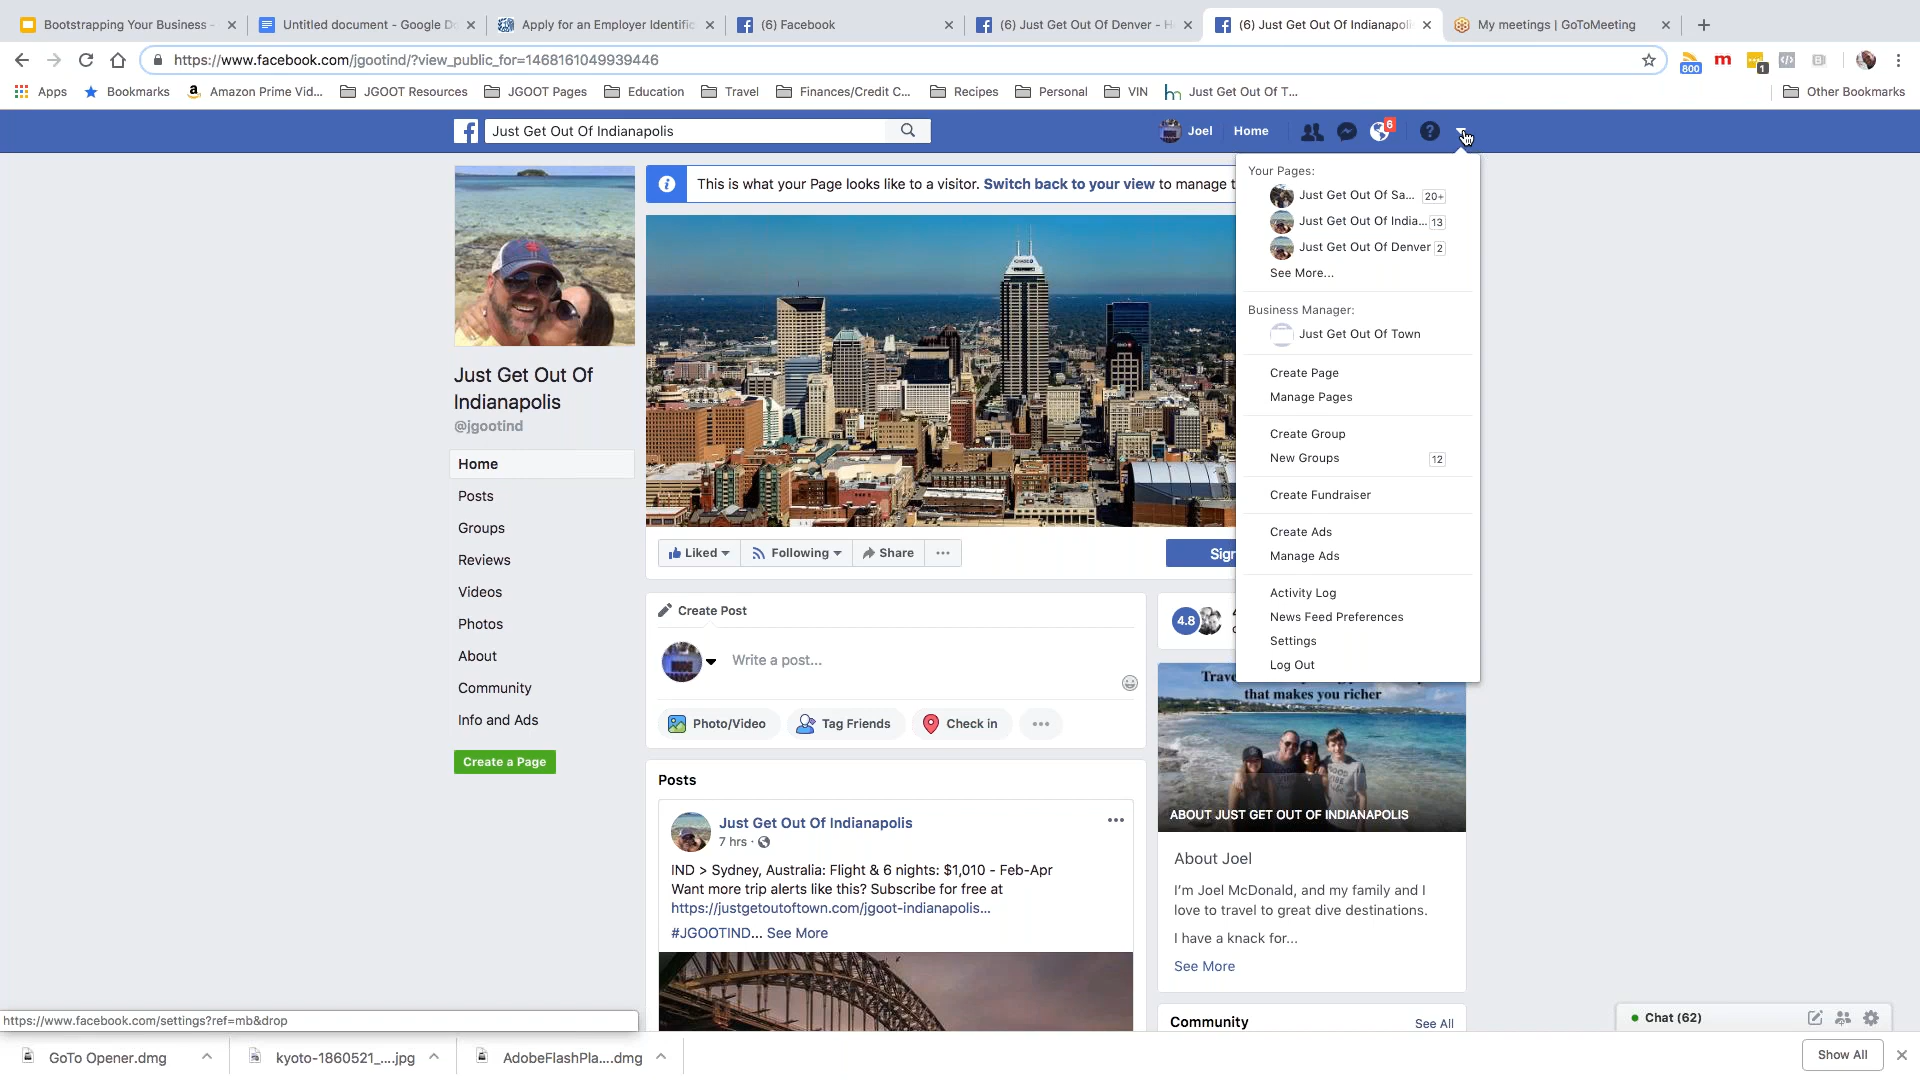 Bootstrapping Your Business -
Untitled document - Google Do
Apply for an Employer Identific
(6) Facebook
(6) Just Get Out Of Denver - H
(6) Just Get Out Of Indianapoli
My meetings | GoToMeeting
https://www.facebook.com/jgootind/?view_public_for=1468161049939446
800
m
1
Apps
Bookmarks
Amazon Prime Vid...
JGOOT Resources
JGOOT Pages
Education
Travel
Finances/Credit C...
Recipes
Personal
VIN
Just Get Out Of T...
Other Bookmarks
Just Get Out Of Indianapolis
Joel
Home
6
This is what your Page looks like to a visitor. Switch back to your view to manage t
Your Pages:
Just Get Out Of Sa... 20+
Just Get Out Of India... 13
Just Get Out Of Denver 2
See More...
Business Manager:
Just Get Out Of Town
Create Page
Manage Pages
Create Group
New Groups 12
Create Fundraiser
Create Ads
Manage Ads
Activity Log
News Feed Preferences
Settings
Log Out
CHASE
Just Get Out Of
Indianapolis
@jgootind
Home
Posts
Groups
Reviews
Videos
Photos
About
Community
Info and Ads
Create a Page
Liked
Following
Share
Sign
Create Post
Write a post...
Photo/Video
Tag Friends
Check in
Posts
Just Get Out Of Indianapolis
7 hrs ·
IND > Sydney, Australia: Flight & 6 nights: $1,010 - Feb-Apr
Want more trip alerts like this? Subscribe for free at
https://justgetoutoftown.com/jgoot-indianapolis...
#JGOOTIND... See More
4.8
that makes you richer
ABOUT JUST GET OUT OF INDIANAPOLIS
About Joel
I'm Joel McDonald, and my family and I
love to travel to great dive destinations.
I have a knack for...
See More
Community
See All
Chat (62)
https://www.facebook.com/settings?ref=mb&drop
GoTo Opener.dmg
kyoto-1860521_....jpg
AdobeFlashPla....dmg
Show All